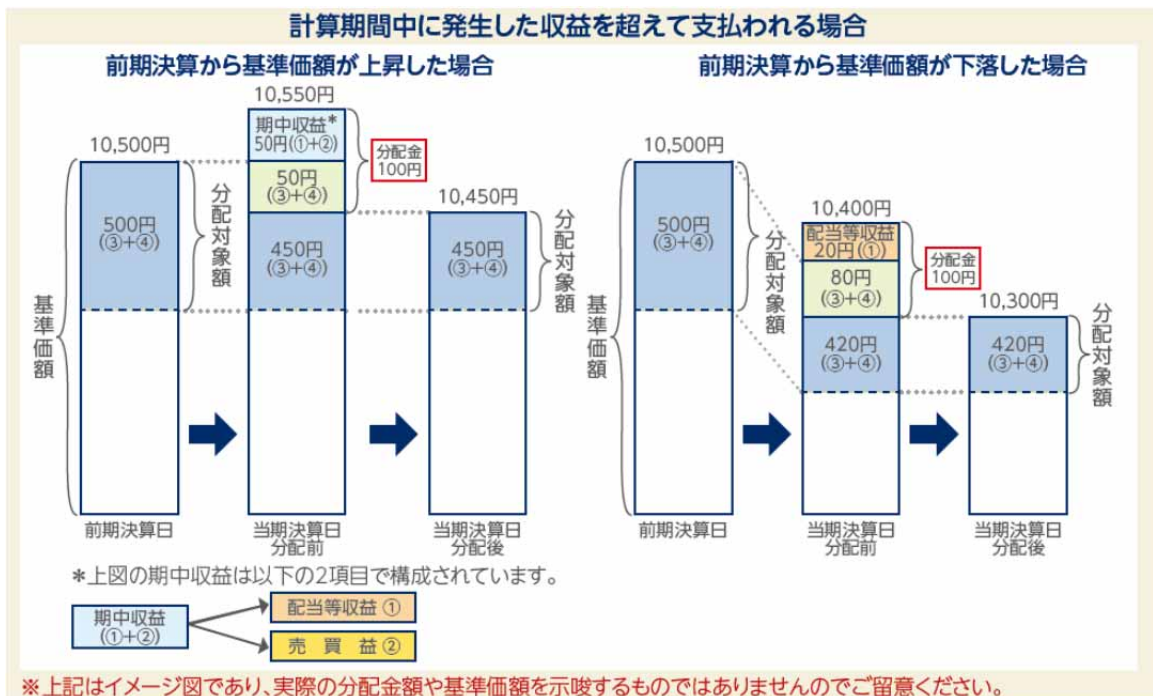 計算期間中に発生した収益を超えて支払われる場合
前期決算から基準価額が上昇した場合
10,550円
10,500円
期中収益*
50円(①+②)
分配金
100円
50円
(③+④)
10,450円
500円
(③+④)
分配対象額
450円
(③+④)
450円
(③+④)
分配対象額
基準価額
前期決算日
当期決算日
分配前
当期決算日
分配後
前期決算から基準価額が下落した場合
10,500円
10,400円
500円
(③+④)
分配対象額
配当等収益
20円(①)
分配金
100円
80円
(③+④)
10,300円
420円
(③+④)
420円
(③+④)
分配対象額
基準価額
前期決算日
当期決算日
分配前
当期決算日
分配後
*上図の期中収益は以下の2項目で構成されています。
期中収益
(①+②)
配当等収益 ①
売 買 益 ②
※上記はイメージ図であり、実際の分配金額や基準価額を示唆するものではありませんのでご留意ください。